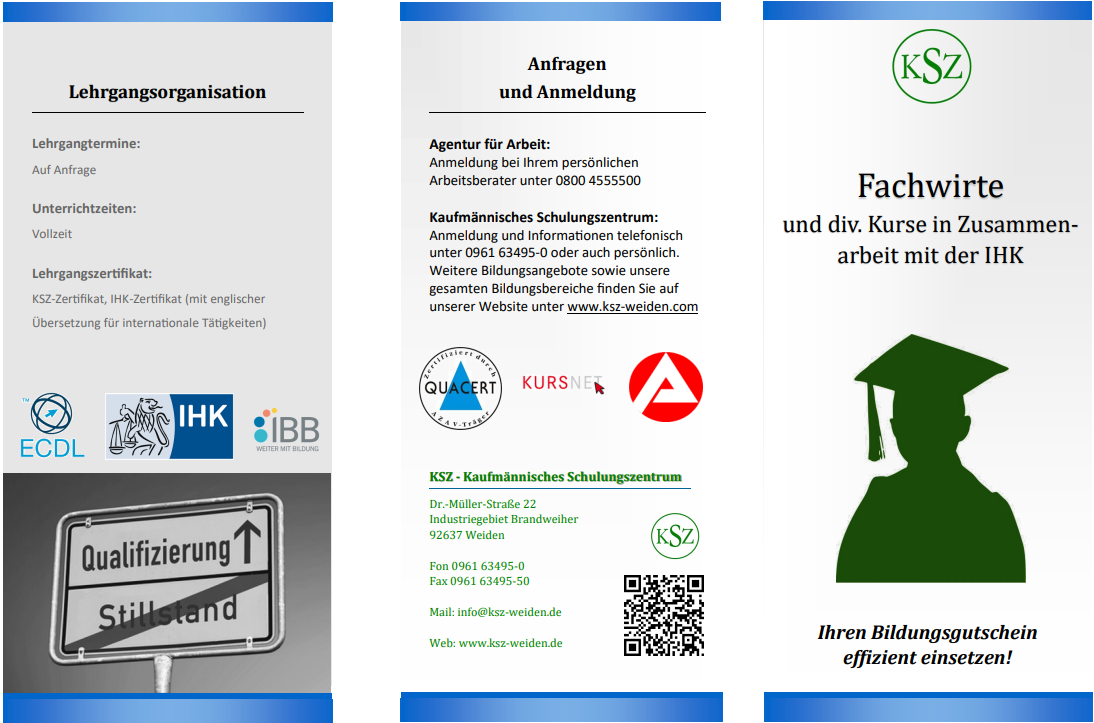 Lehrgangsorganisation
Lehrgangtermine:
Auf Anfrage
Unterrichtzeiten:
Vollzeit
Lehrgangszertifikat:
KSZ-Zertifikat, IHK-Zertifikat (mit englischer
Übersetzung für internationale Tätigkeiten)
TM
ECDL
IHK
iBB
WEITER MIT BILDUNG
Qualifizierung
Stillstand
Anfragen
und Anmeldung
Agentur für Arbeit:
Anmeldung bei Ihrem persönlichen
Arbeitsberater unter 0800 4555500
Kaufmännisches Schulungszentrum:
Anmeldung und Informationen telefonisch
unter 0961 63495-0 oder auch persönlich.
Weitere Bildungsangebote sowie unsere
gesamten Bildungsbereiche finden Sie auf
unserer Website unter www.ksz-weiden.com
Zertifiziert durch
QUACERT
AZAV-Träger
KURSNET
KSZ - Kaufmännisches Schulungszentrum
Dr.-Müller-Straße 22
Industriegebiet Brandweiher
92637 Weiden
KSZ
Fon 0961 63495-0
Fax 0961 63495-50
Mail: info@ksz-weiden.de
Web: www.ksz-weiden.de
KSZ
Fachwirte
und div. Kurse in Zusammen-
arbeit mit der IHK
Ihren Bildungsgutschein
effizient einsetzen!